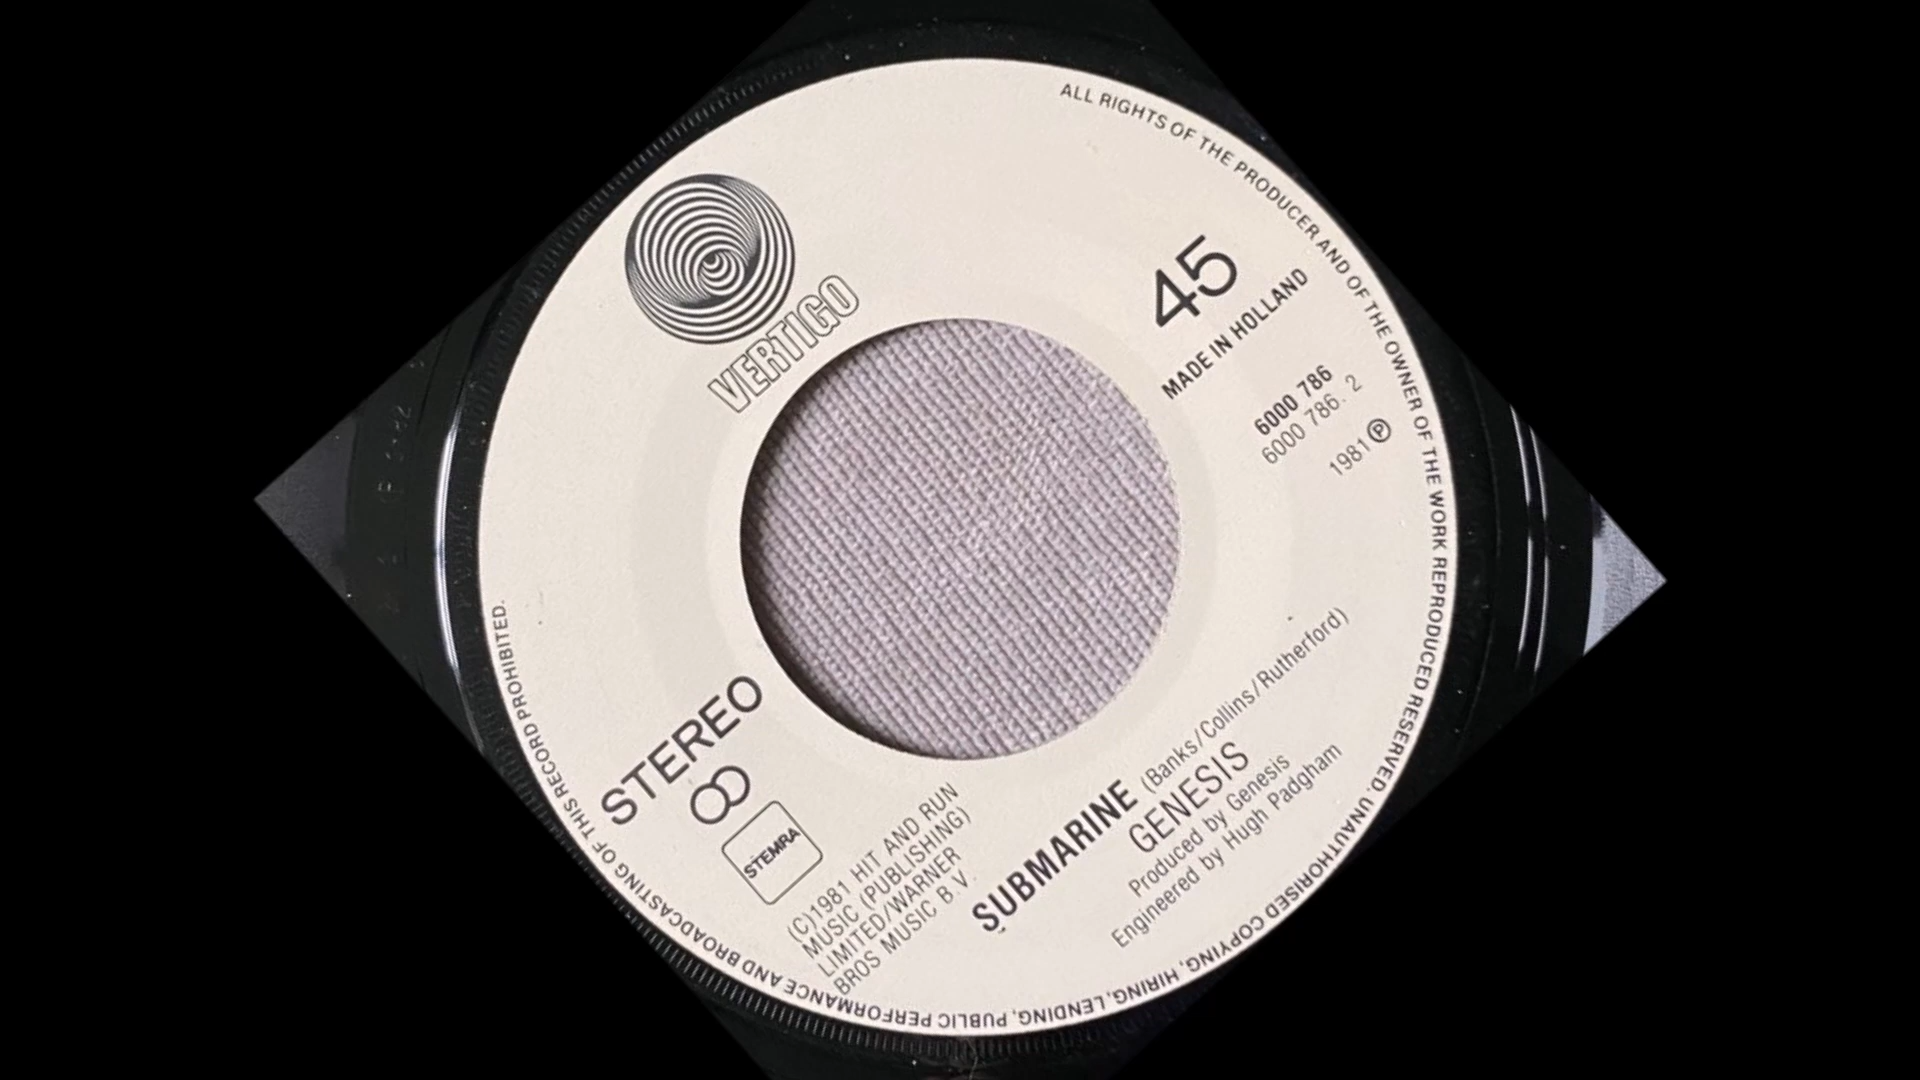 ALL RIGHTS OF THE PRODUCER AND OF THE OWNER OF THE WORK REPRODUCED RESERVED. UNAUTHORISED COPYING, HIRING, LENDING, PUBLIC PERFORMANCE AND BROADCASTING OF THIS RECORD PROHIBITED.
VERTIGO
45
MADE IN HOLLAND
6000 786
6000 786. 2
1981 Ⓟ
STEREO
STEMRA
(C)1981 HIT AND RUN
MUSIC (PUBLISHING)
LIMITED/WARNER
BROS MUSIC B.V.
SUBMARINE (Banks/Collins/Rutherford)
GENESIS
Produced by Genesis
Engineered by Hugh Padgham